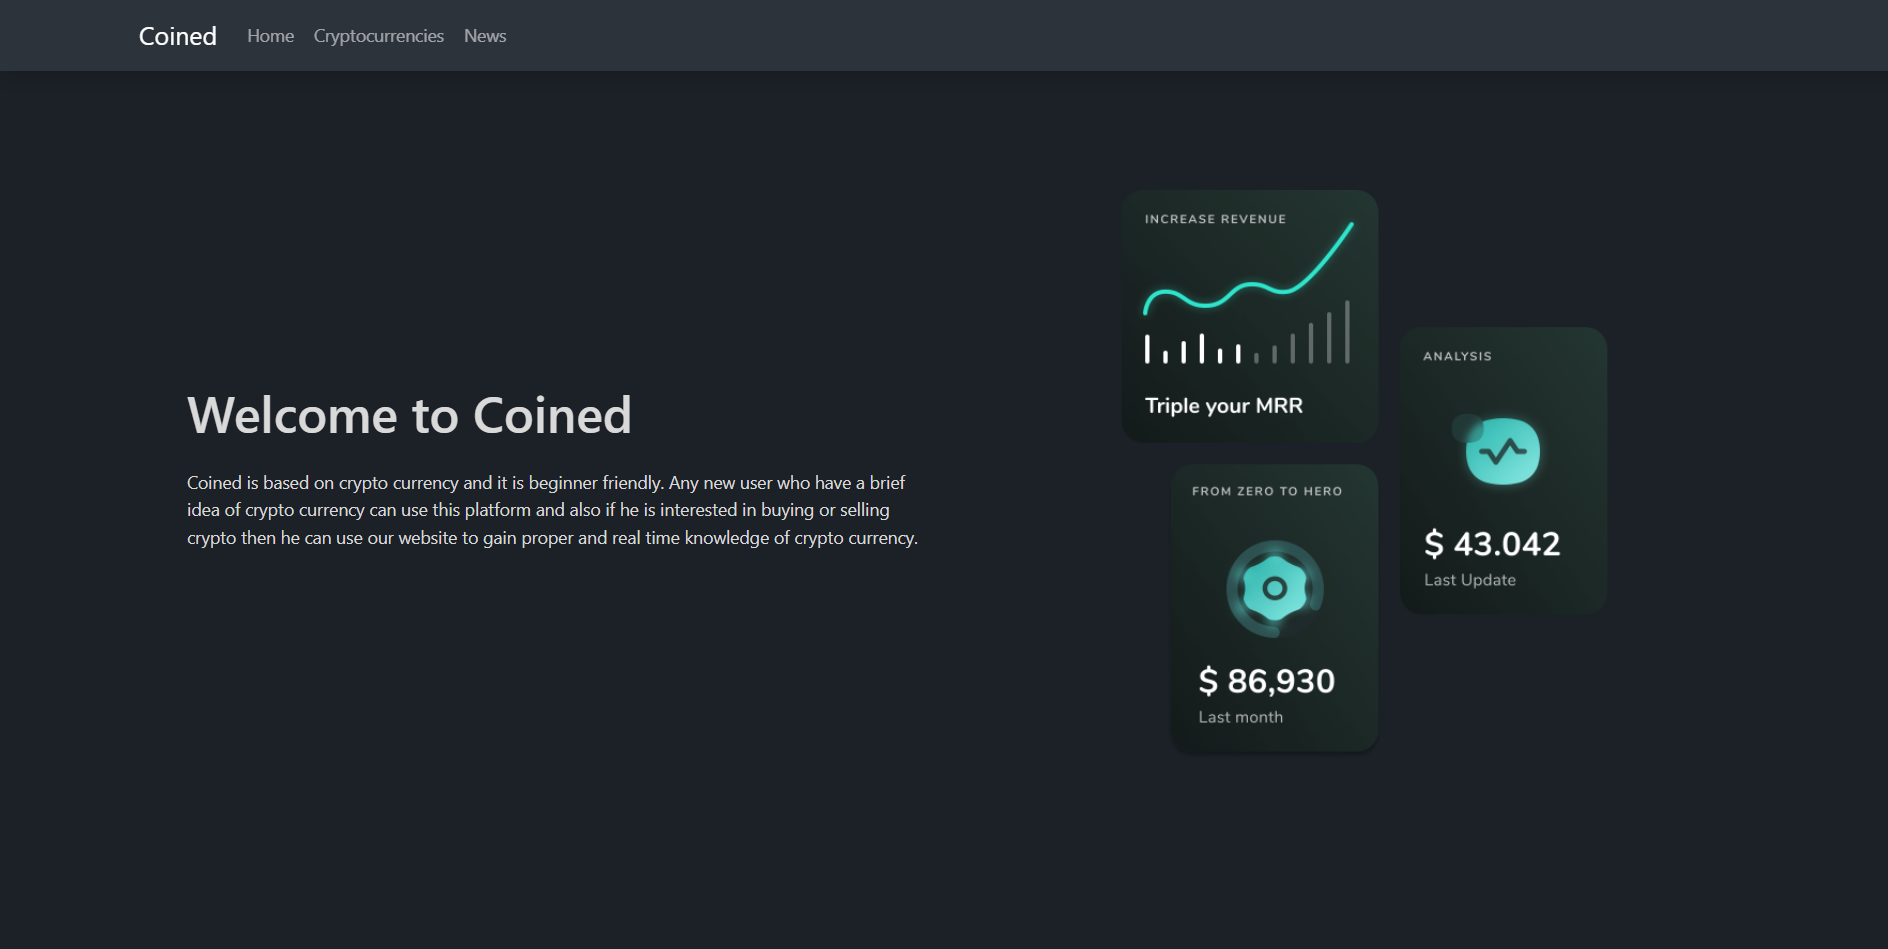 Coined Home Cryptocurrencies News
Welcome to Coined
Coined is based on crypto currency and it is beginner friendly. Any new user who have a brief
idea of crypto currency can use this platform and also if he is interested in buying or selling
crypto then he can use our website to gain proper and real time knowledge of crypto currency.
INCREASE REVENUE
Triple your MRR
ANALYSIS
$ 43.042
Last Update
FROM ZERO TO HERO
$ 86,930
Last month